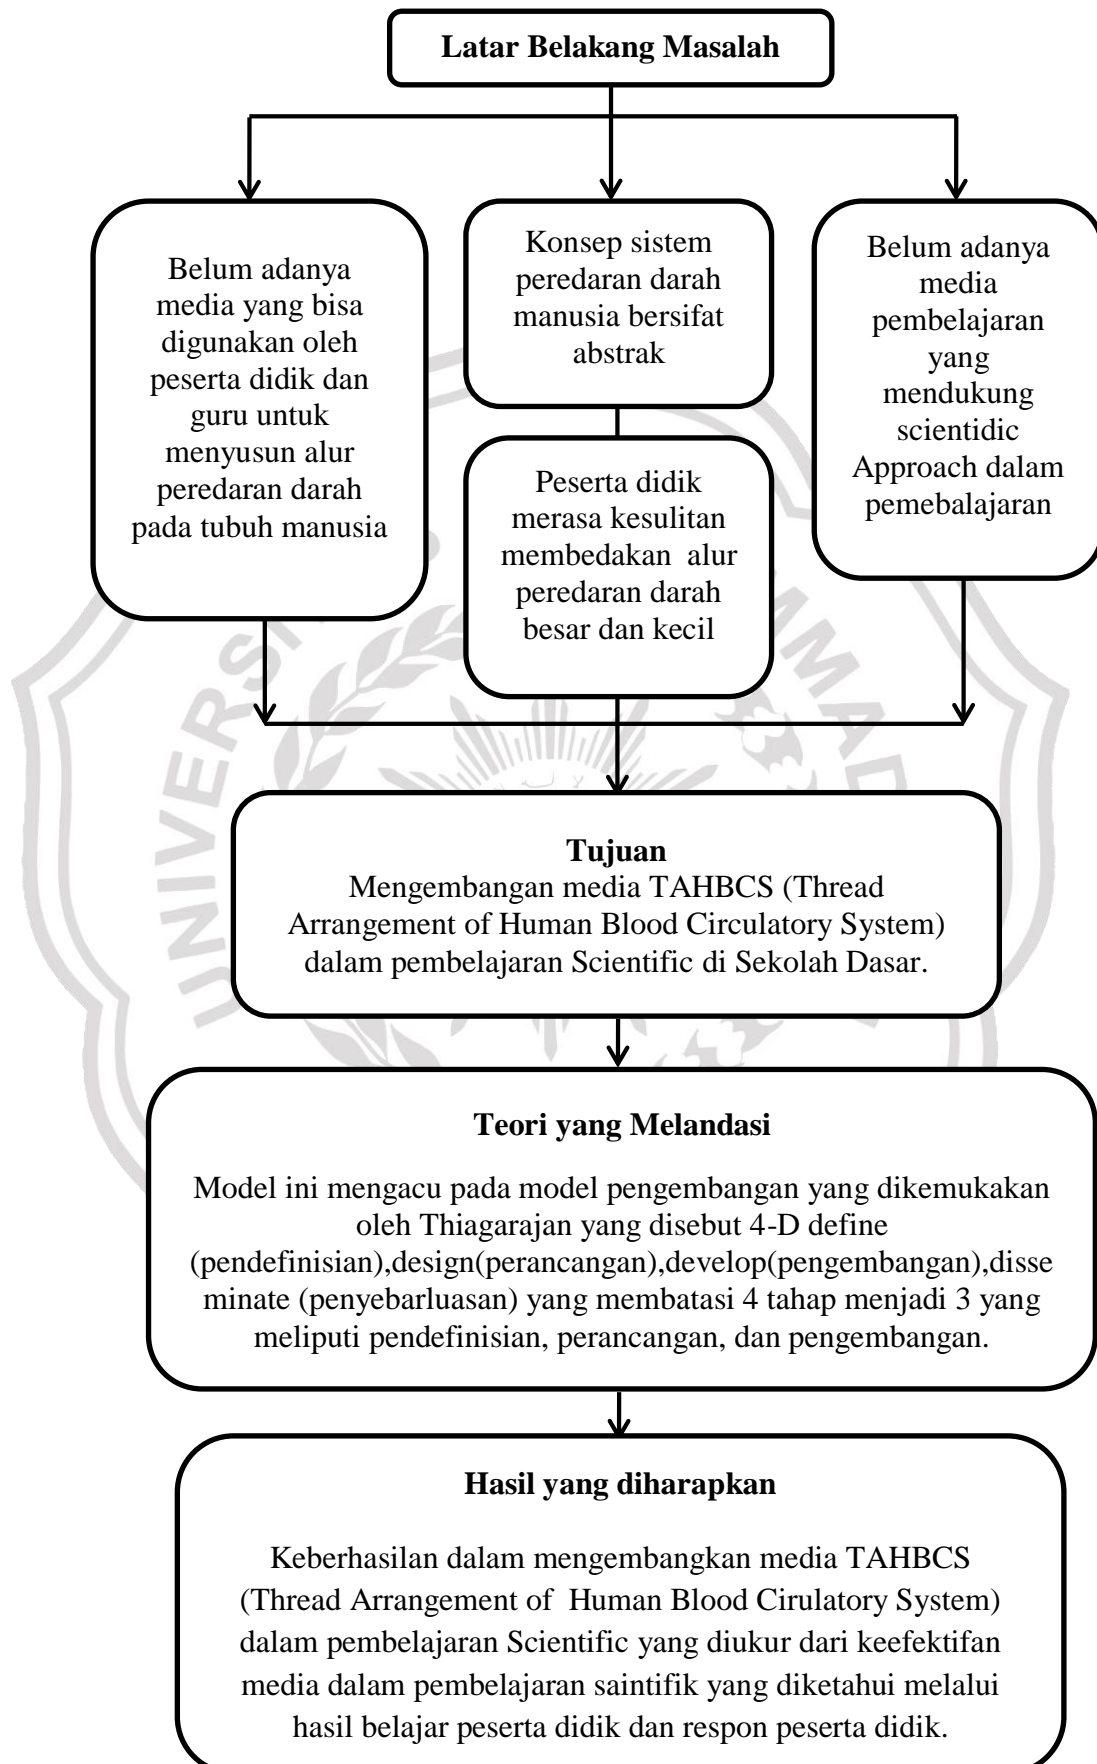 Latar Belakang Masalah
Belum adanya
media yang bisa
digunakan oleh
peserta didik dan
guru untuk
menyusun alur
peredaran darah
pada tubuh manusia
Konsep sistem
peredaran darah
manusia bersifat
abstrak
Peserta didik
merasa kesulitan
membedakan alur
peredaran darah
besar dan kecil
Belum adanya
media
pembelajaran
yang
mendukung
scientidic
Approach dalam
pemebalajaran
Tujuan
Mengembangan media TAHBCS (Thread
Arrangement of Human Blood Circulatory System)
dalam pembelajaran Scientific di Sekolah Dasar.
Teori yang Melandasi
Model ini mengacu pada model pengembangan yang dikemukakan
oleh Thiagarajan yang disebut 4-D define
(pendefinisian),design(perancangan),develop(pengembangan),disse
minate (penyebarluasan) yang membatasi 4 tahap menjadi 3 yang
meliputi pendefinisian, perancangan, dan pengembangan.
Hasil yang diharapkan
Keberhasilan dalam mengembangkan media TAHBCS
(Thread Arrangement of Human Blood Cirulatory System)
dalam pembelajaran Scientific yang diukur dari keefektifan
media dalam pembelajaran saintifik yang diketahui melalui
hasil belajar peserta didik dan respon peserta didik.